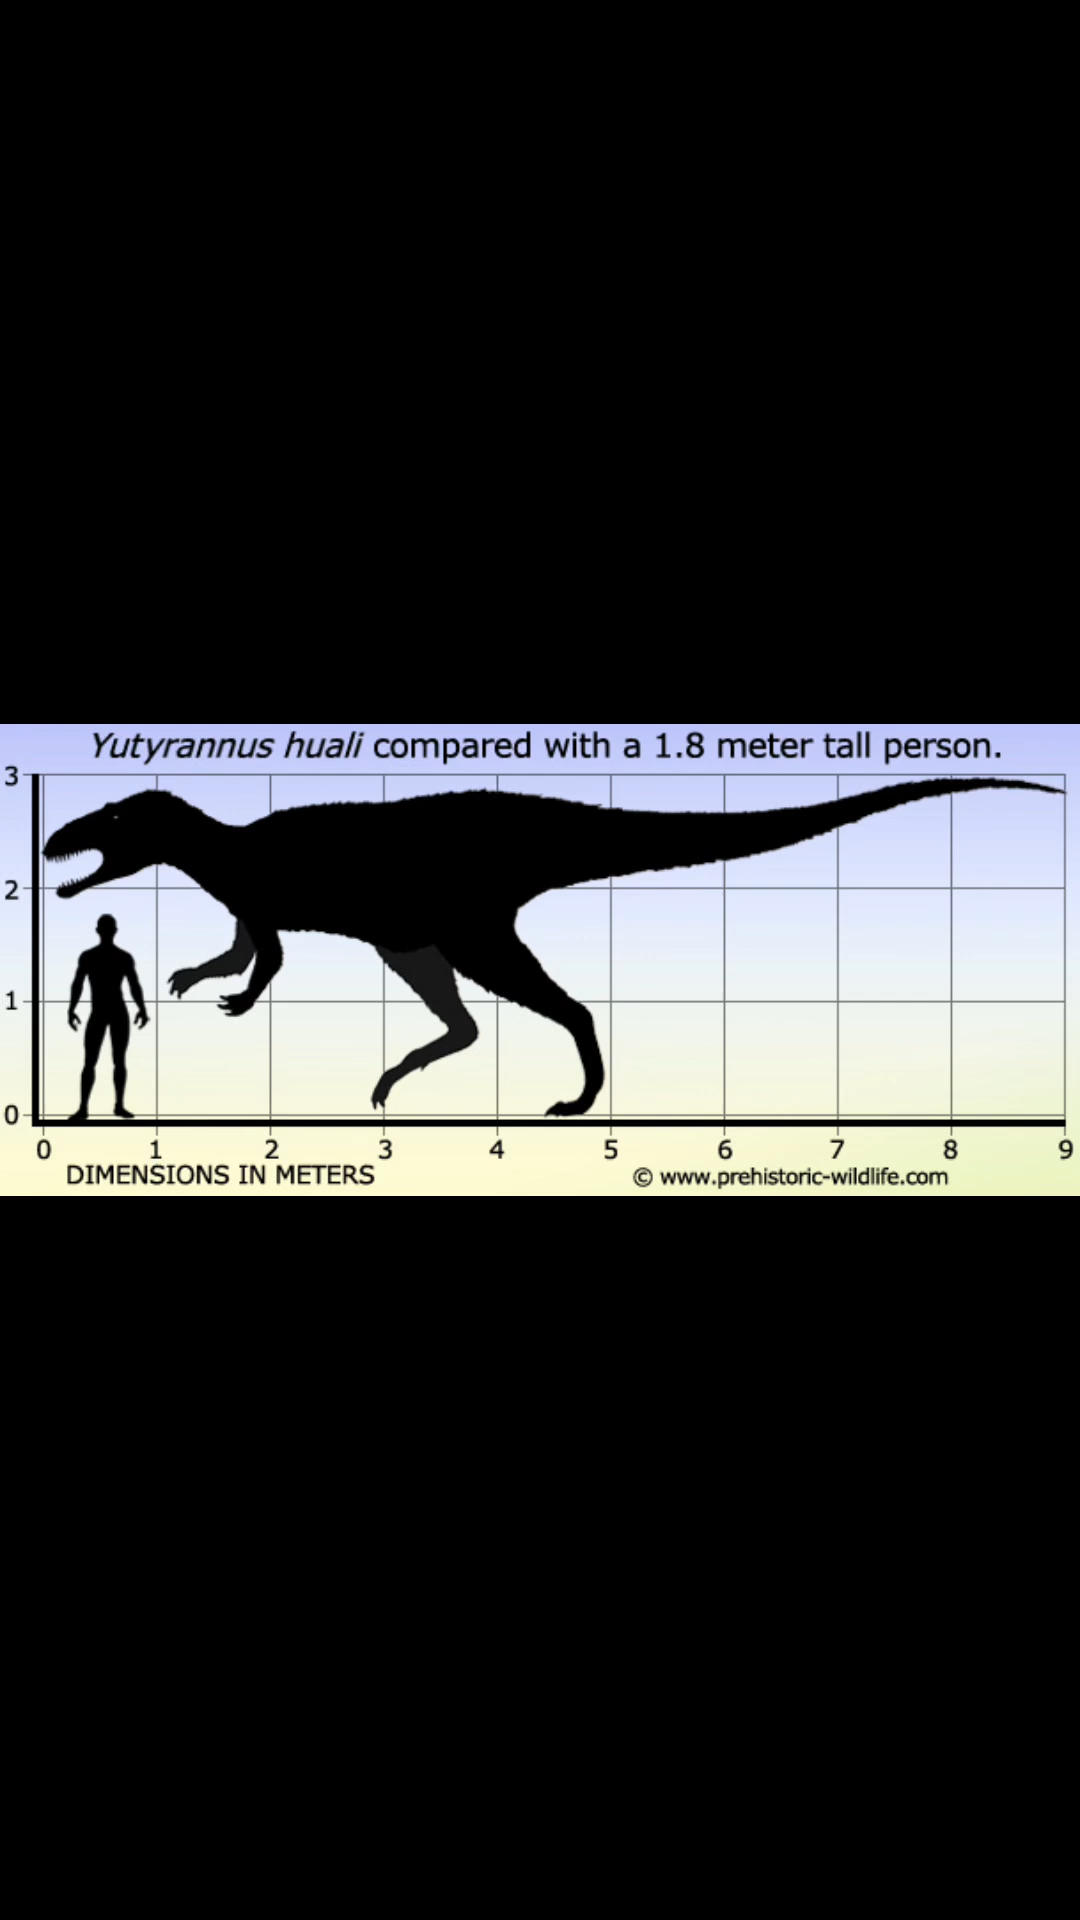 Yutyrannus huali compared with a 1.8 meter tall person.
3
2
1
0
0 1 2 3 4 5 6 7 8 9
DIMENSIONS IN METERS © www.prehistoric-wildlife.com